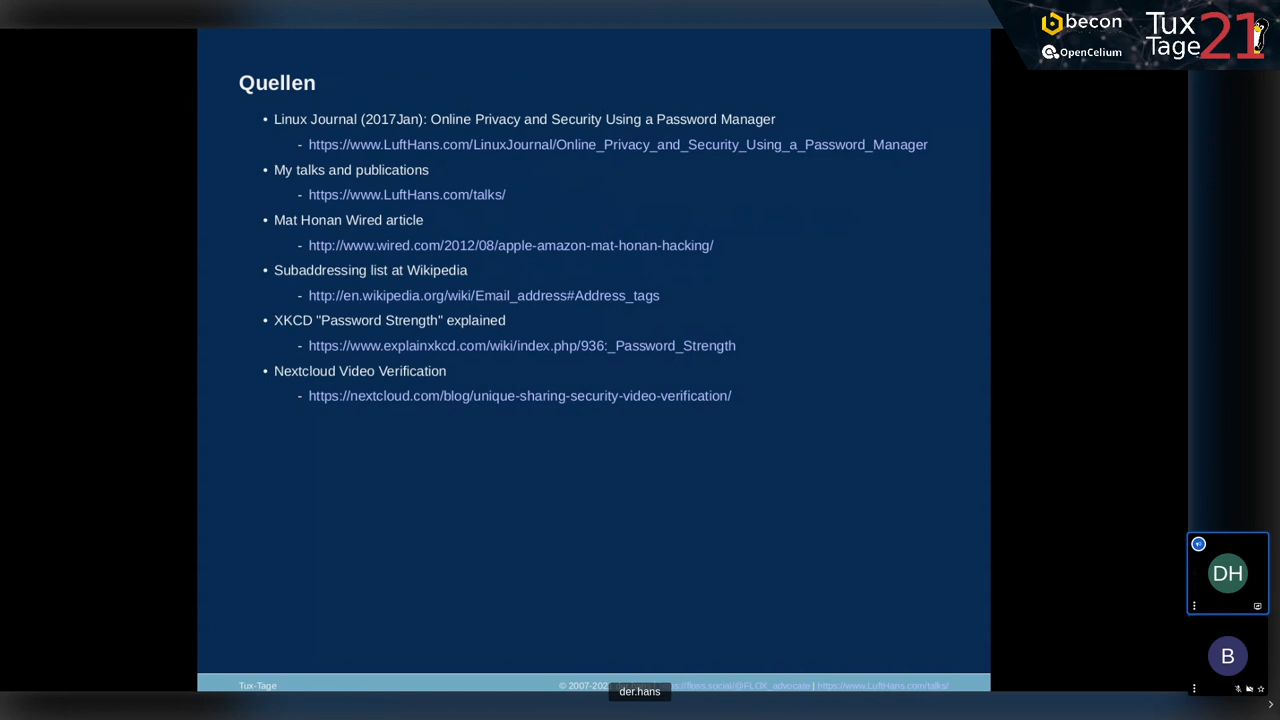 becon
OpenCelium
Tux
Tage 21
Quellen
• Linux Journal (2017Jan): Online Privacy and Security Using a Password Manager
- https://www.LuftHans.com/LinuxJournal/Online_Privacy_and_Security_Using_a_Password_Manager
• My talks and publications
- https://www.LuftHans.com/talks/
• Mat Honan Wired article
- http://www.wired.com/2012/08/apple-amazon-mat-honan-hacking/
• Subaddressing list at Wikipedia
- http://en.wikipedia.org/wiki/Email_address#Address_tags
• XKCD "Password Strength" explained
- https://www.explainxkcd.com/wiki/index.php/936:_Password_Strength
• Nextcloud Video Verification
- https://nextcloud.com/blog/unique-sharing-security-video-verification/
DH
B
Tux-Tage
© 2007-202 | https://www.LuftHans.com/talks/
der.hans